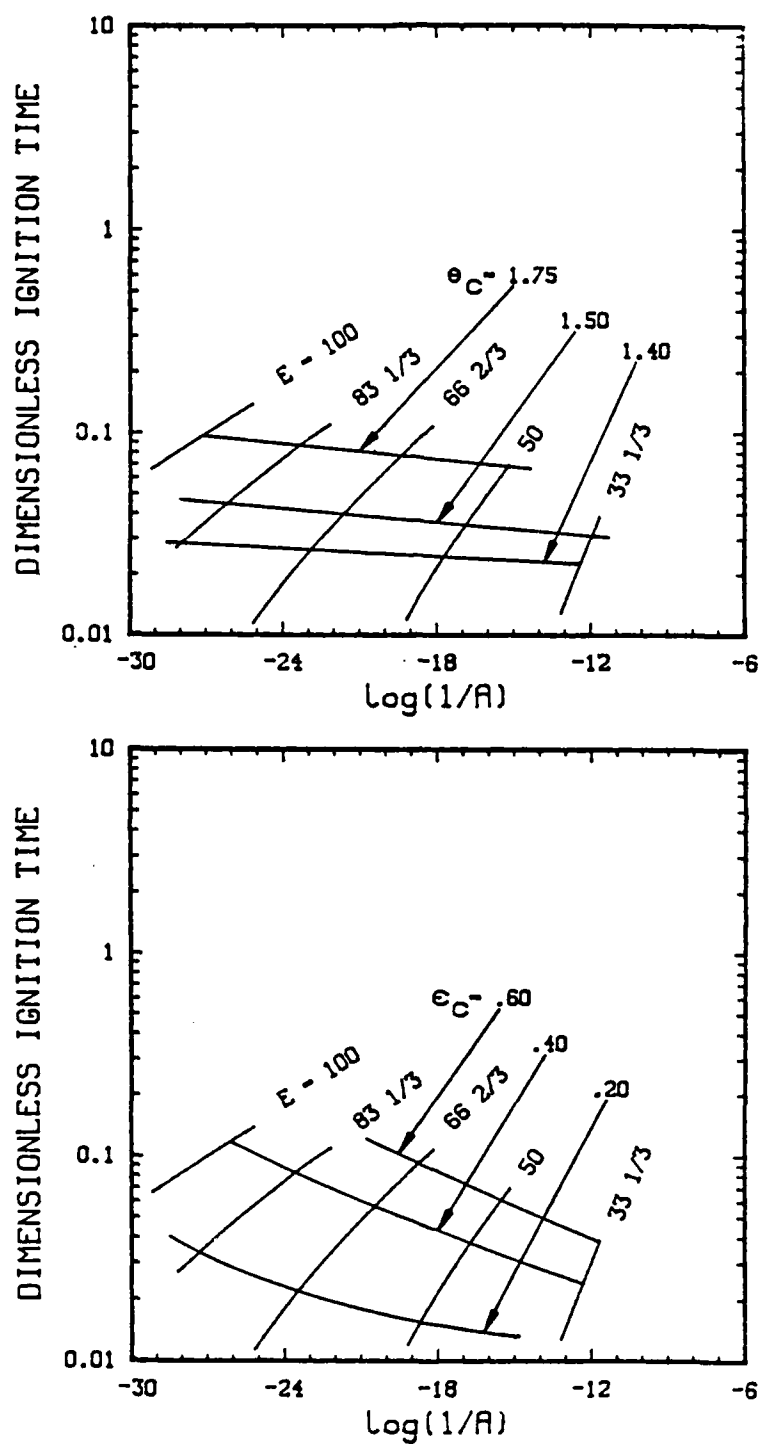 10
1
0.1
0.01
DIMENSIONLESS IGNITION TIME
θC= 1.75
1.50
1.40
E = 100
83 1/3
66 2/3
50
33 1/3
-30 -24 -18 -12 -6
log(1/A)
10
1
0.1
0.01
DIMENSIONLESS IGNITION TIME
ϵC= .60
.40
.20
E = 100
83 1/3
66 2/3
50
33 1/3
-30 -24 -18 -12 -6
log(1/A)